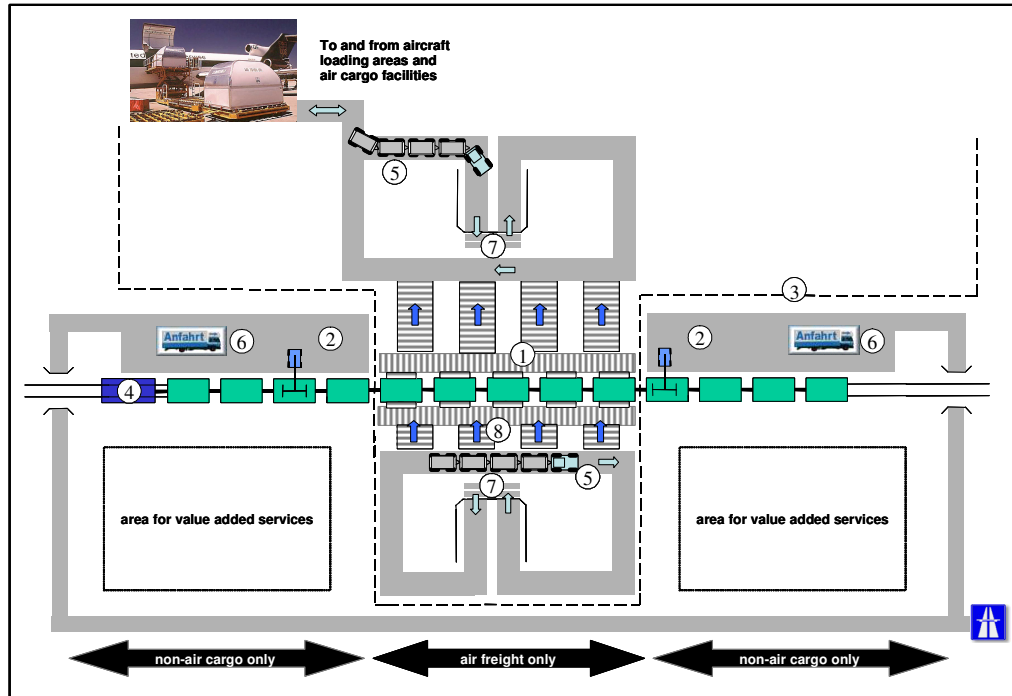 To and from aircraft
loading areas and
air cargo facilities
5
7
3
Anfahrt
6
2
1
2
Anfahrt
6
4
8
5
7
area for value added services
area for value added services
non-air cargo only
air freight only
non-air cargo only